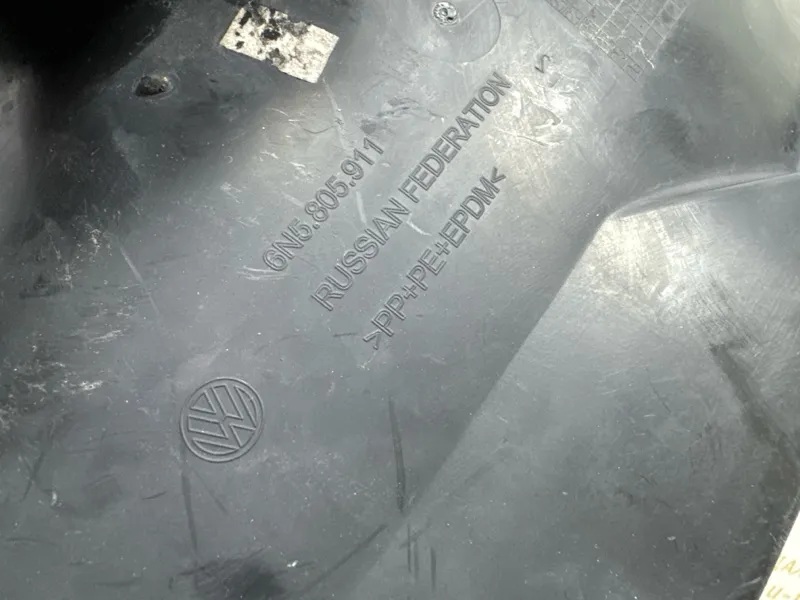 6N5.805.911
RUSSIAN FEDERATION
>PP+PE+EPDM<